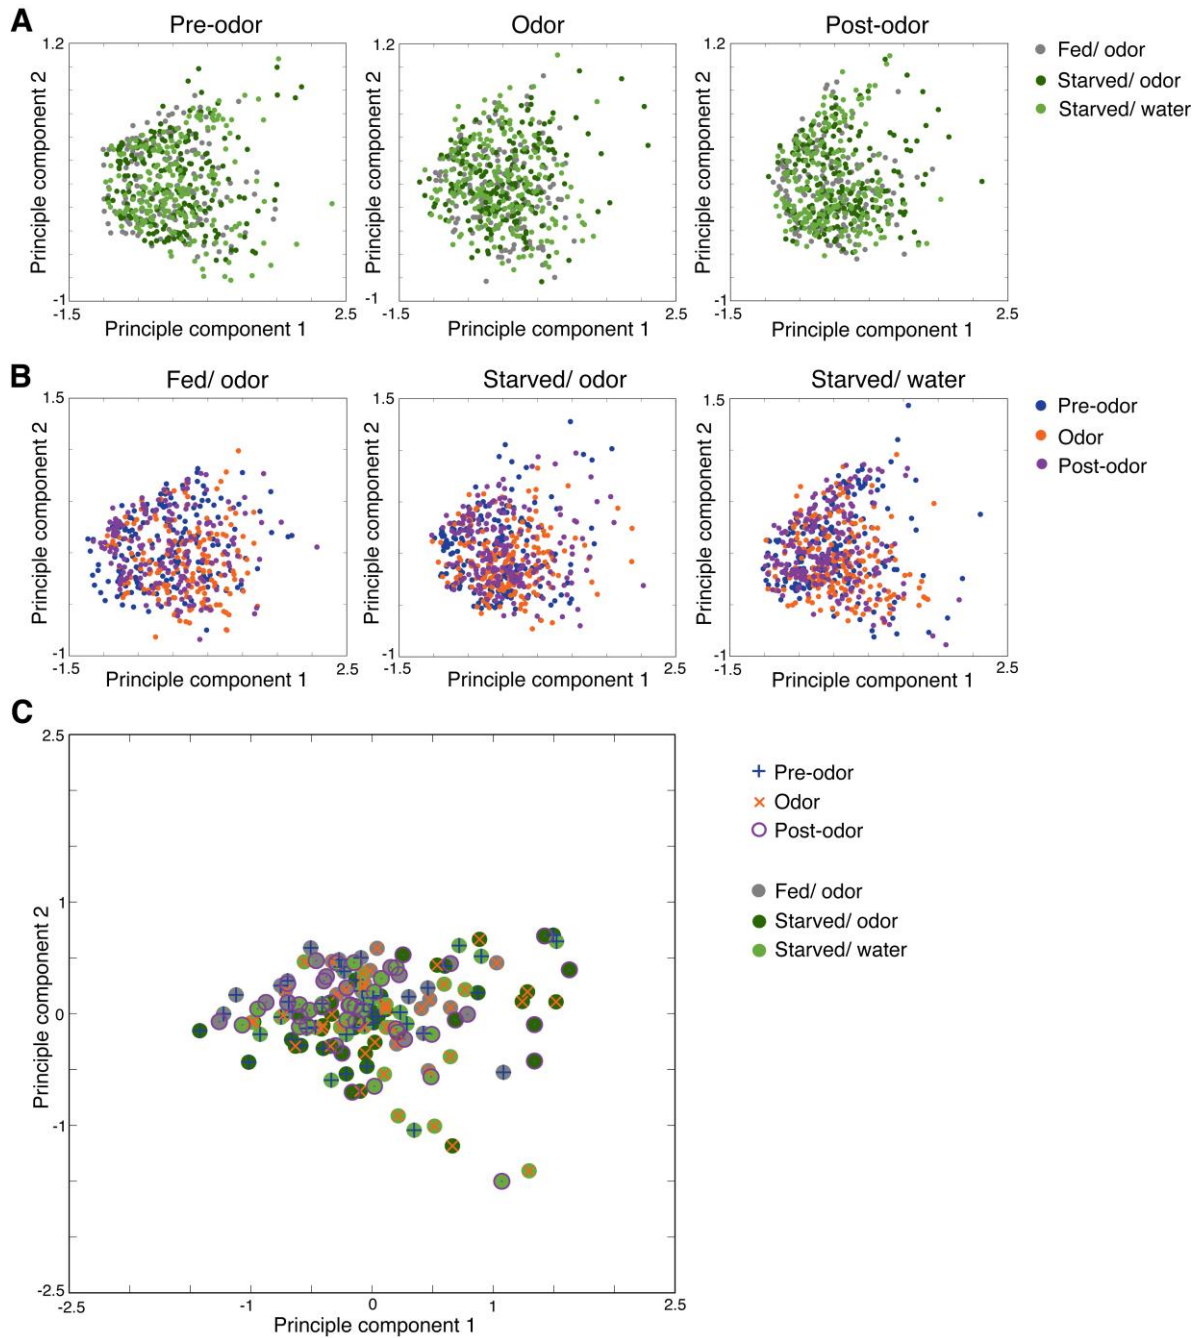 A
Pre-odor
Odor
Post-odor
1.2
1.2
1.2
Principle component 2
Principle component 2
Principle component 2
-1
-1
-1
-1.5
2.5
-1.5
2.5
-1.5
2.5
Principle component 1
Principle component 1
Principle component 1
Fed/ odor
Starved/ odor
Starved/ water
B
Fed/ odor
Starved/ odor
Starved/ water
1.5
1.5
1.5
Principle component 2
Principle component 2
Principle component 2
-1
-1
-1
-1.5
2.5
-1.5
2.5
-1.5
2.5
Principle component 1
Principle component 1
Principle component 1
Pre-odor
Odor
Post-odor
C
2.5
1
0
-1
-2.5
Principle component 2
-2.5
-1
0
1
2.5
Principle component 1
Pre-odor
Odor
Post-odor
Fed/ odor
Starved/ odor
Starved/ water